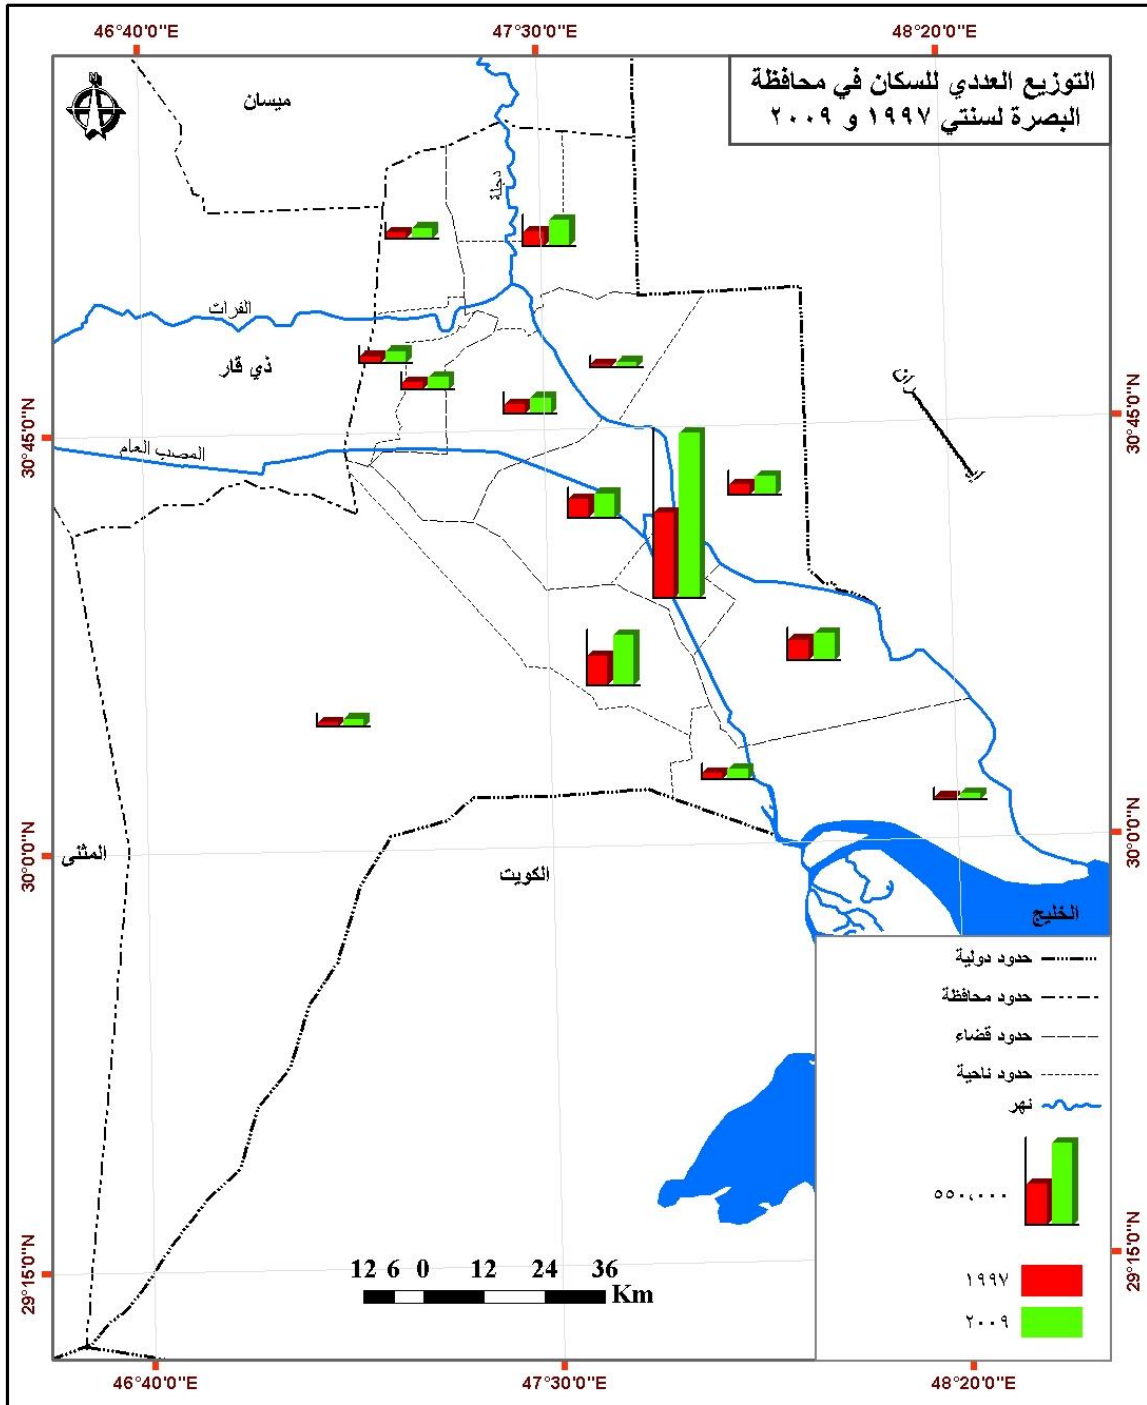 46°40'0"E 47°30'0"E 48°20'0"E
التوزيع العددي للسكان في محافظة
البصرة لسنتي ١٩٩٧ و ٢٠٠٩
N
ميسان
دجلة
الفرات
ذي قار
ايران
30°45'0"N
30°45'0"N
المصب العام
المثنى
الكويت
30°0'0"N
30°0'0"N
الخليج
حدود دولية
حدود محافظة
حدود قضاء
حدود ناحية
نهر
٥٥٠،٠٠٠
١٩٩٧
٢٠٠٩
29°15'0"N
29°15'0"N
12 6 0 12 24 36
Km
46°40'0"E 47°30'0"E 48°20'0"E